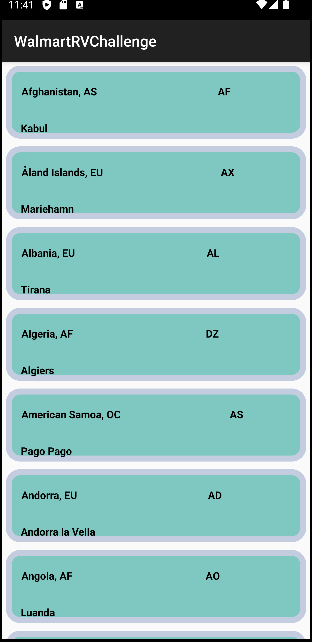 11:41
WalmartRVChallenge
Afghanistan, AS AF
Kabul
Åland Islands, EU AX
Mariehamn
Albania, EU AL
Tirana
Algeria, AF DZ
Algiers
American Samoa, OC AS
Pago Pago
Andorra, EU AD
Andorra la Vella
Angola, AF AO
Luanda